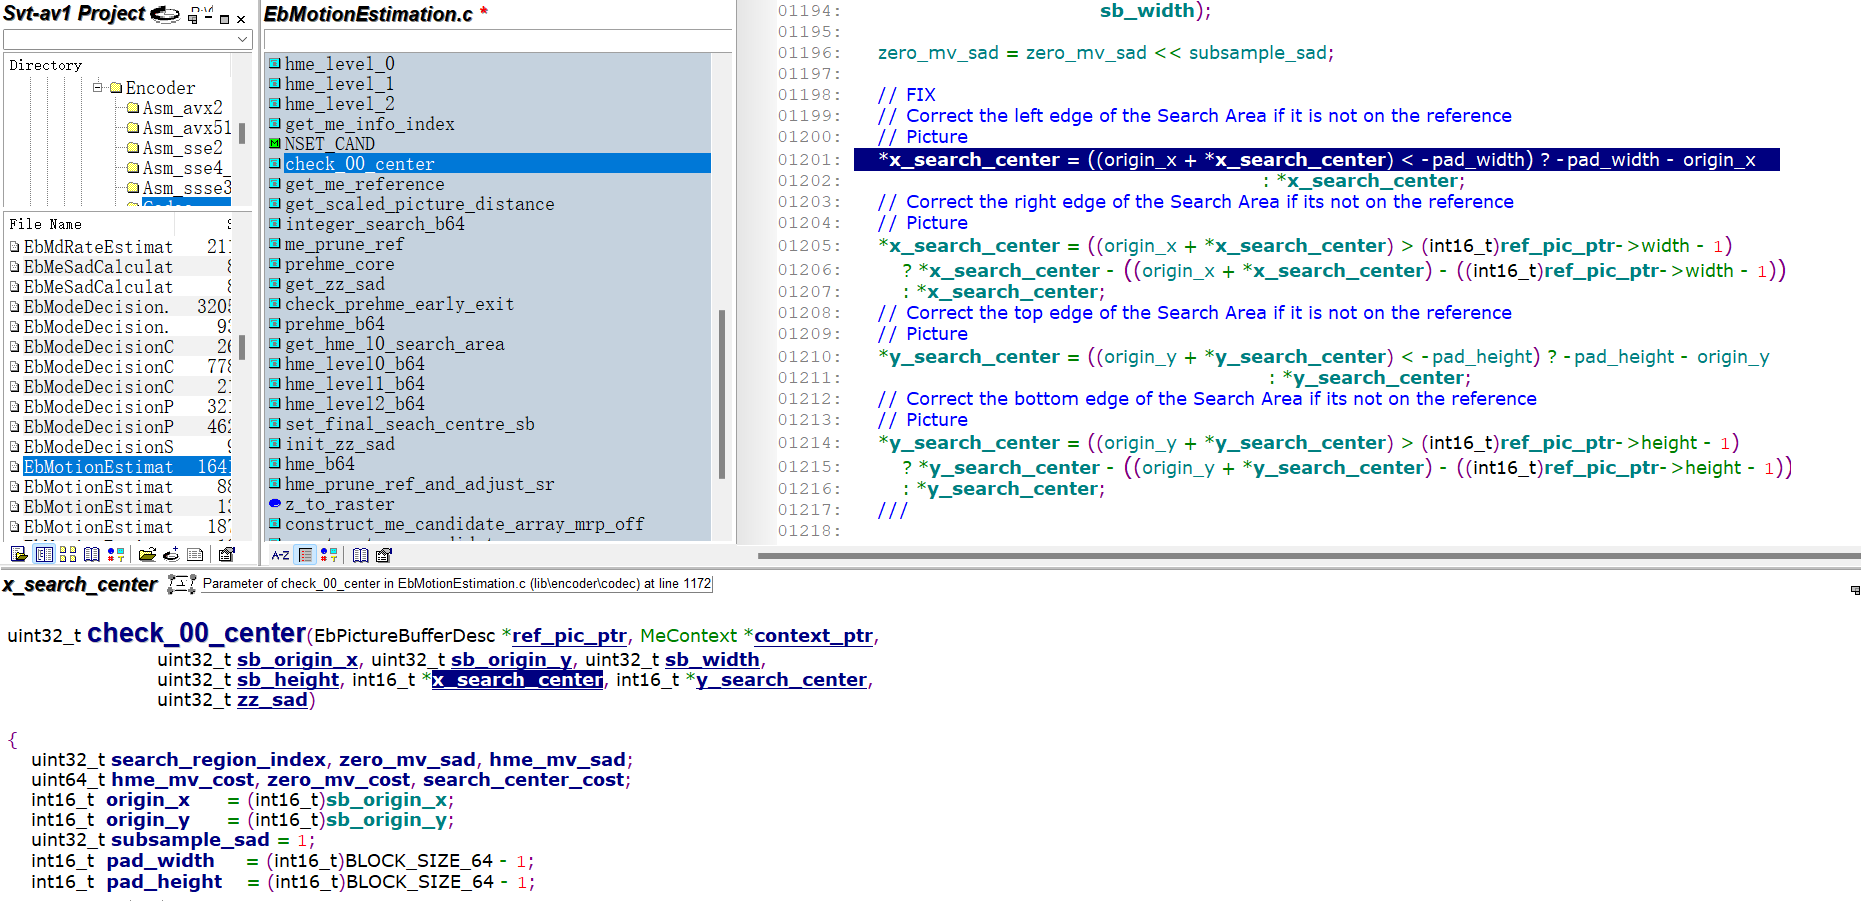 Svt-av1 Project
Directory
Encoder
Asm_avx2
Asm_avx51
Asm_sse2
Asm_sse4_
Asm_ssse3
File Name
EbMdRateEstimat 211
EbMeSadCalculat
EbMeSadCalculat
EbModeDecision. 3205
EbModeDecision. 93
EbModeDecisionC 26
EbModeDecisionC 778
EbModeDecisionC 21
EbModeDecisionP 321
EbModeDecisionP 462
EbModeDecisionS
EbMotionEstimat 1641
EbMotionEstimat 88
EbMotionEstimat 13
EbMotionEstimat 187
EbMotionEstimation.c *
hme_level_0
hme_level_1
hme_level_2
get_me_info_index
NSET_CAND
check_00_center
get_me_reference
get_scaled_picture_distance
integer_search_b64
me_prune_ref
prehme_core
get_zz_sad
check_prehme_early_exit
prehme_b64
get_hme_l0_search_area
hme_level0_b64
hme_level1_b64
hme_level2_b64
set_final_seach_centre_sb
init_zz_sad
hme_b64
hme_prune_ref_and_adjust_sr
z_to_raster
construct_me_candidate_array_mrp_off
A-Z
01194: sb_width);
01195:
01196: zero_mv_sad = zero_mv_sad << subsample_sad;
01197:
01198: // FIX
01199: // Correct the left edge of the Search Area if it is not on the reference
01200: // Picture
01201: *x_search_center = ((origin_x + *x_search_center) < -pad_width) ? -pad_width - origin_x
01202: : *x_search_center;
01203: // Correct the right edge of the Search Area if its not on the reference
01204: // Picture
01205: *x_search_center = ((origin_x + *x_search_center) > (int16_t)ref_pic_ptr->width - 1)
01206: ? *x_search_center - ((origin_x + *x_search_center) - ((int16_t)ref_pic_ptr->width - 1))
01207: : *x_search_center;
01208: // Correct the top edge of the Search Area if it is not on the reference
01209: // Picture
01210: *y_search_center = ((origin_y + *y_search_center) < -pad_height) ? -pad_height - origin_y
01211: : *y_search_center;
01212: // Correct the bottom edge of the Search Area if its not on the reference
01213: // Picture
01214: *y_search_center = ((origin_y + *y_search_center) > (int16_t)ref_pic_ptr->height - 1)
01215: ? *y_search_center - ((origin_y + *y_search_center) - ((int16_t)ref_pic_ptr->height - 1))
01216: : *y_search_center;
01217: ///
01218:
x_search_center Parameter of check_00_center in EbMotionEstimation.c (lib\encoder\codec) at line 1172
uint32_t check_00_center(EbPictureBufferDesc *ref_pic_ptr, MeContext *context_ptr,
uint32_t sb_origin_x, uint32_t sb_origin_y, uint32_t sb_width,
uint32_t sb_height, int16_t *x_search_center, int16_t *y_search_center,
uint32_t zz_sad)
{
uint32_t search_region_index, zero_mv_sad, hme_mv_sad;
uint64_t hme_mv_cost, zero_mv_cost, search_center_cost;
int16_t origin_x = (int16_t)sb_origin_x;
int16_t origin_y = (int16_t)sb_origin_y;
uint32_t subsample_sad = 1;
int16_t pad_width = (int16_t)BLOCK_SIZE_64 - 1;
int16_t pad_height = (int16_t)BLOCK_SIZE_64 - 1;